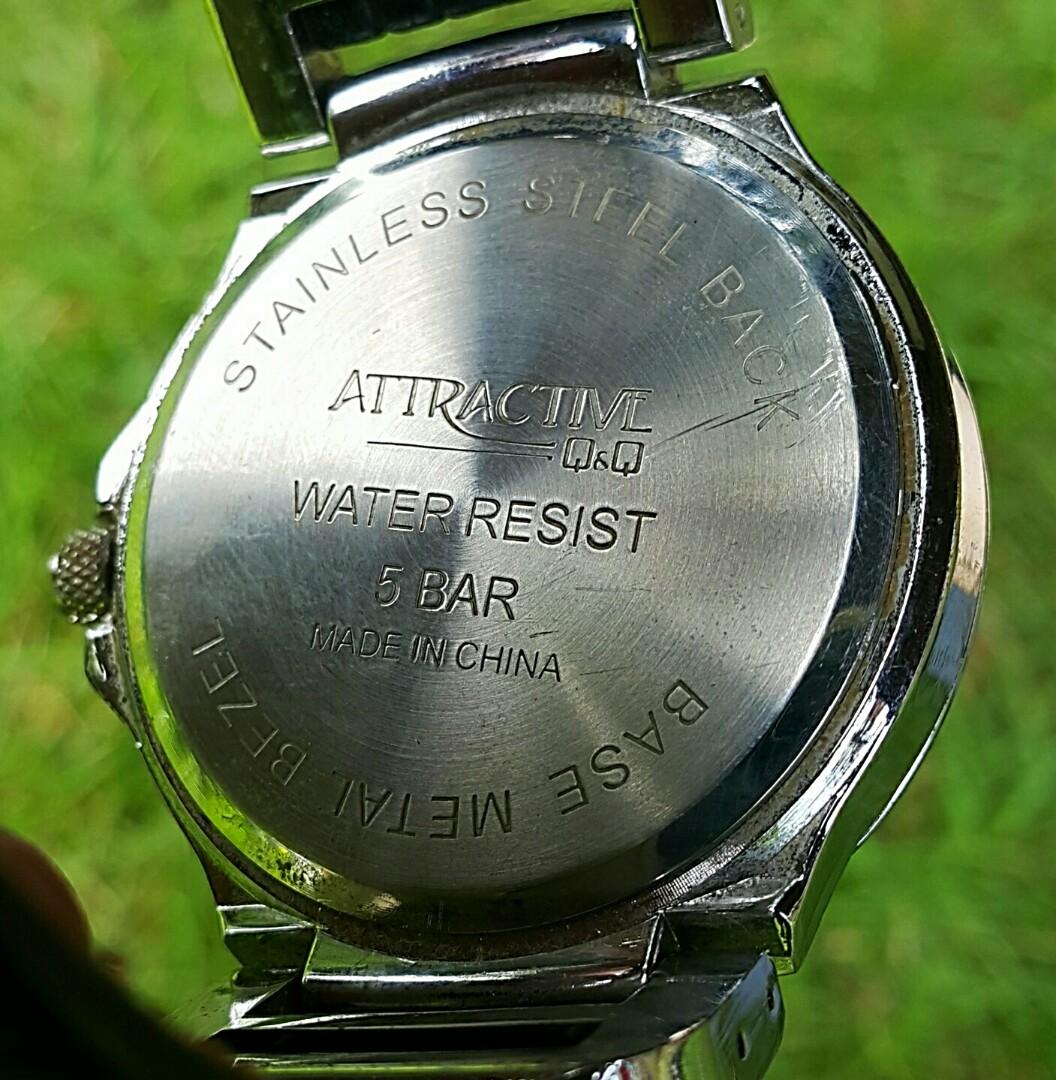 STAINLESS STEEL BACK
ATTRACTIVE
Q&Q
WATER RESIST
5 BAR
MADE IN CHINA
BASE METAL BEZEL